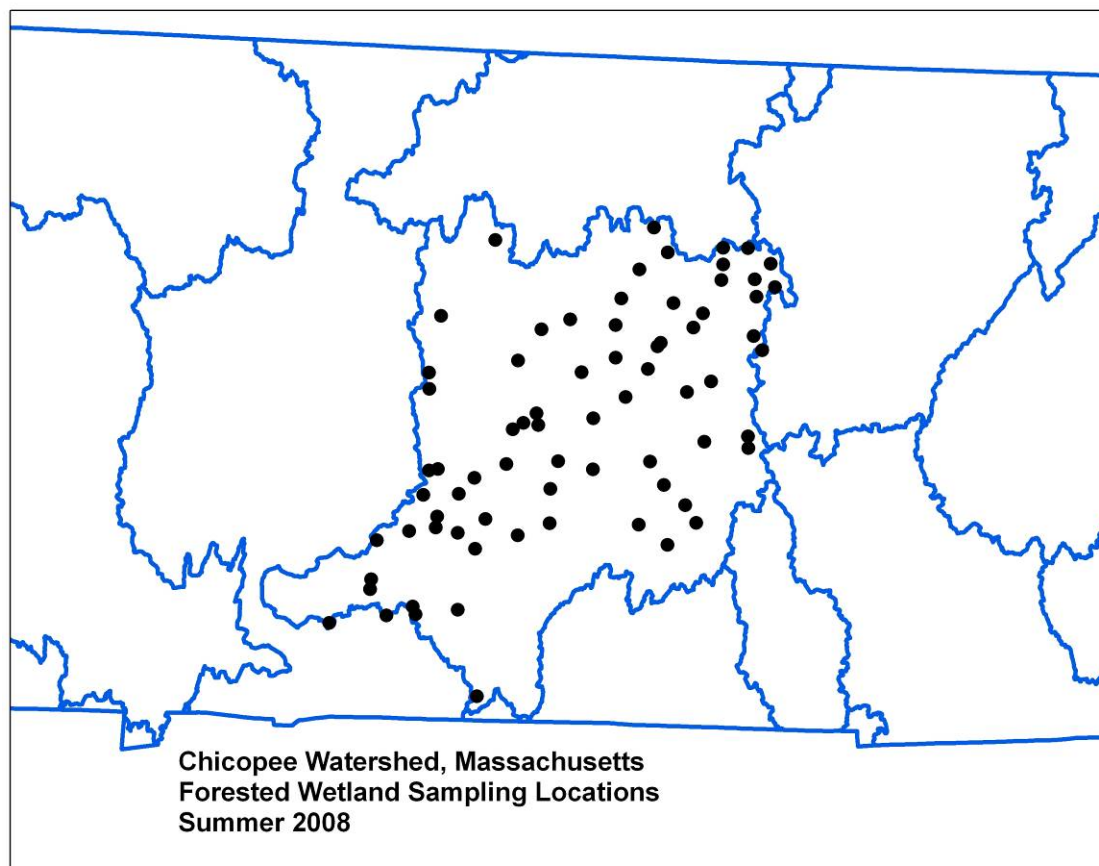 Chicopee Watershed, Massachusetts
Forested Wetland Sampling Locations
Summer 2008